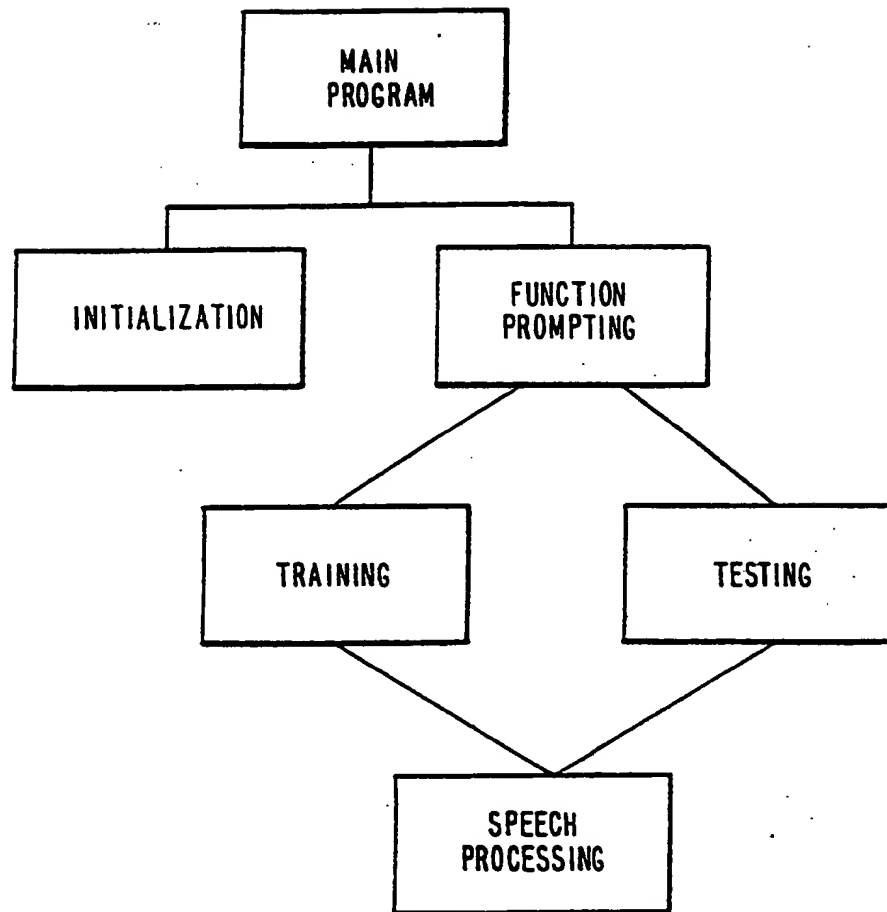 MAIN
PROGRAM
INITIALIZATION
FUNCTION
PROMPTING
TRAINING
TESTING
SPEECH
PROCESSING